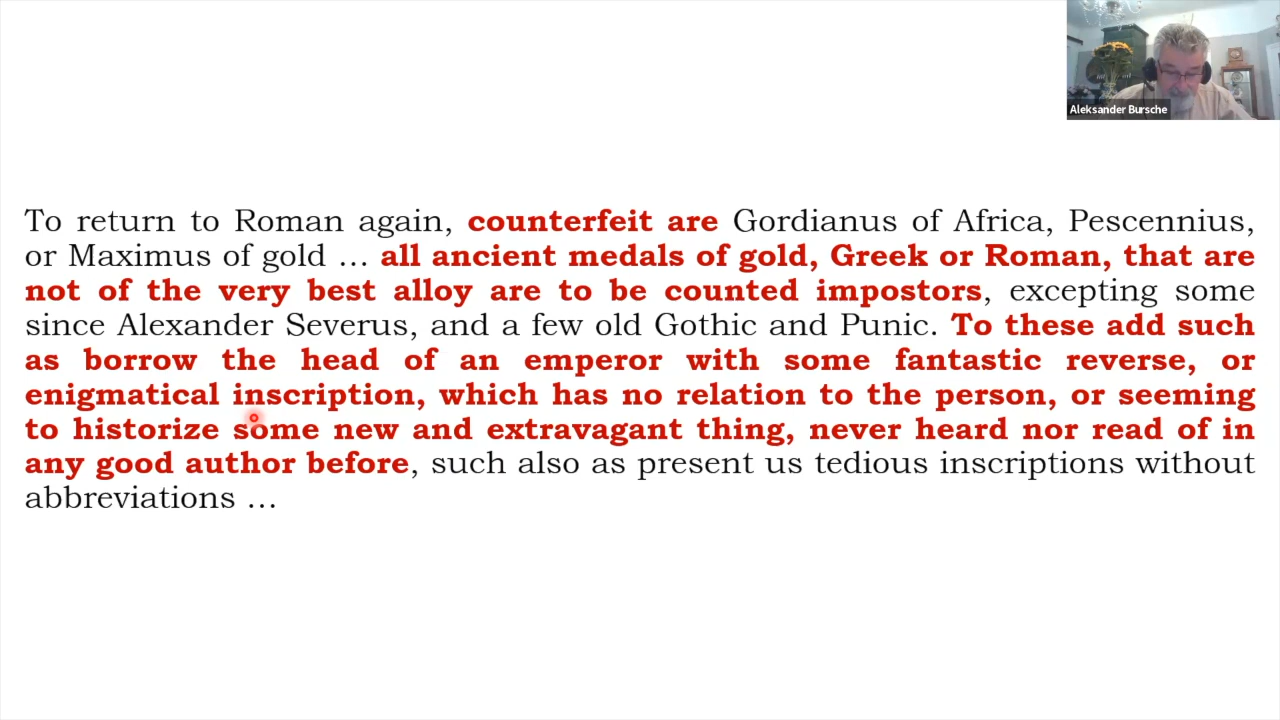 Aleksander Bursche
To return to Roman again, counterfeit are Gordianus of Africa, Pescennius,
or Maximus of gold … all ancient medals of gold, Greek or Roman, that are
not of the very best alloy are to be counted impostors, excepting some
since Alexander Severus, and a few old Gothic and Punic. To these add such
as borrow the head of an emperor with some fantastic reverse, or
enigmatical inscription, which has no relation to the person, or seeming
to historize some new and extravagant thing, never heard nor read of in
any good author before, such also as present us tedious inscriptions without
abbreviations …